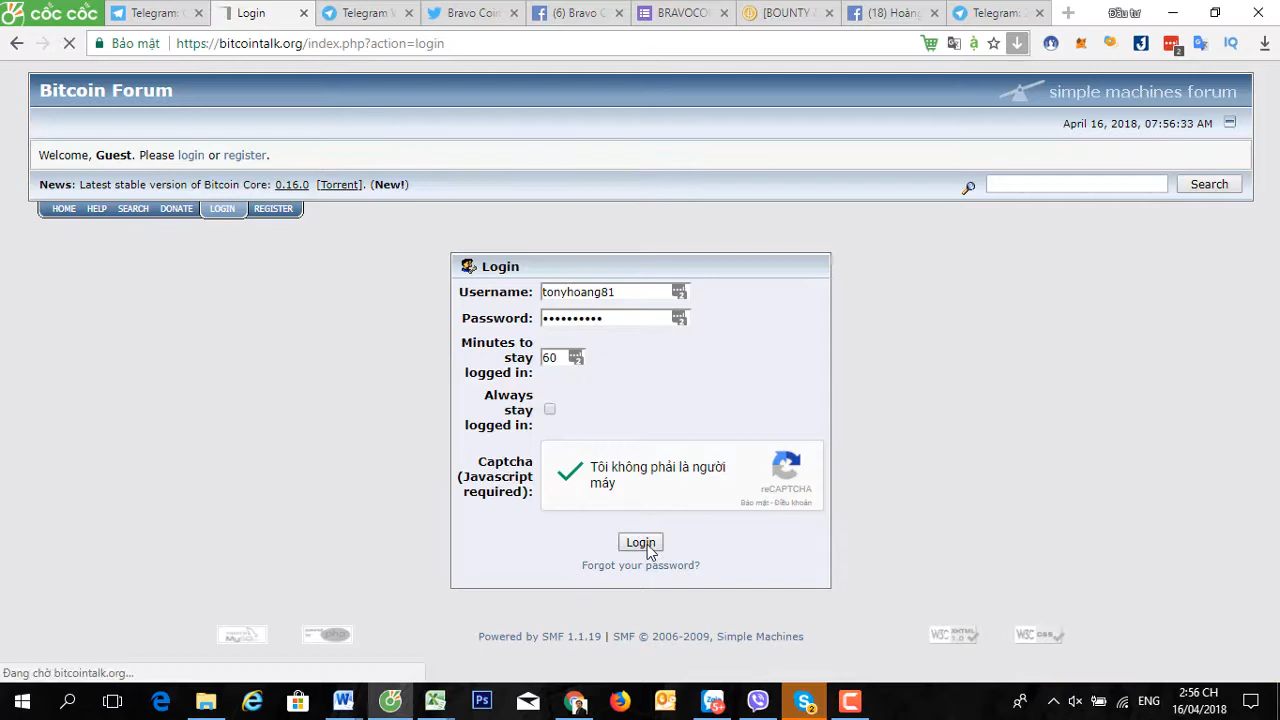 cốc cốc
Telegram: C
Login
Telegram V
Bravo Coin
(6) Bravo C
BRAVOCO
[BOUNTY
(18) Hoàng
Telegram:
Đầu tư
Bảo mật
https://bitcointalk.org/index.php?action=login
Bitcoin Forum
simple machines forum
April 16, 2018, 07:56:33 AM
Welcome, Guest. Please login or register.
News: Latest stable version of Bitcoin Core: 0.16.0 [Torrent]. (New!)
Search
HOME HELP SEARCH DONATE LOGIN REGISTER
Login
Username: tonyhoang81
Password: ••••••••••
Minutes to
stay
logged in:
60
Always
stay
logged in:
Captcha
(Javascript
required):
Tôi không phải là người
máy
reCAPTCHA
Bảo mật - Điều khoản
Login
Forgot your password?
Powered by SMF 1.1.19 | SMF © 2006-2009, Simple Machines
Đang chờ bitcointalk.org...
ENG
2:56 CH
16/04/2018